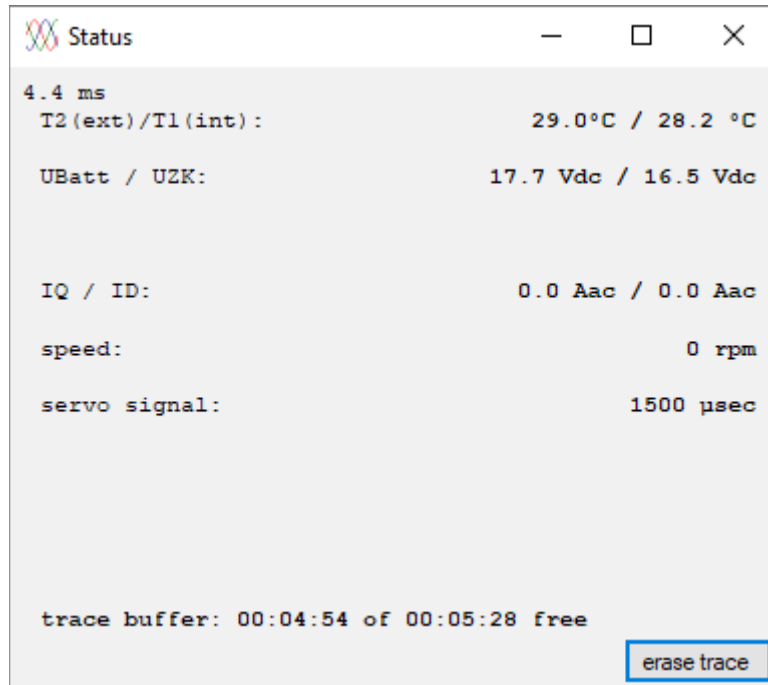 Status
4.4 ms
T2(ext)/T1(int): 29.0°C / 28.2 °C
UBatt / UZK: 17.7 Vdc / 16.5 Vdc
IQ / ID: 0.0 Aac / 0.0 Aac
speed: 0 rpm
servo signal: 1500 µsec
trace buffer: 00:04:54 of 00:05:28 free
erase trace